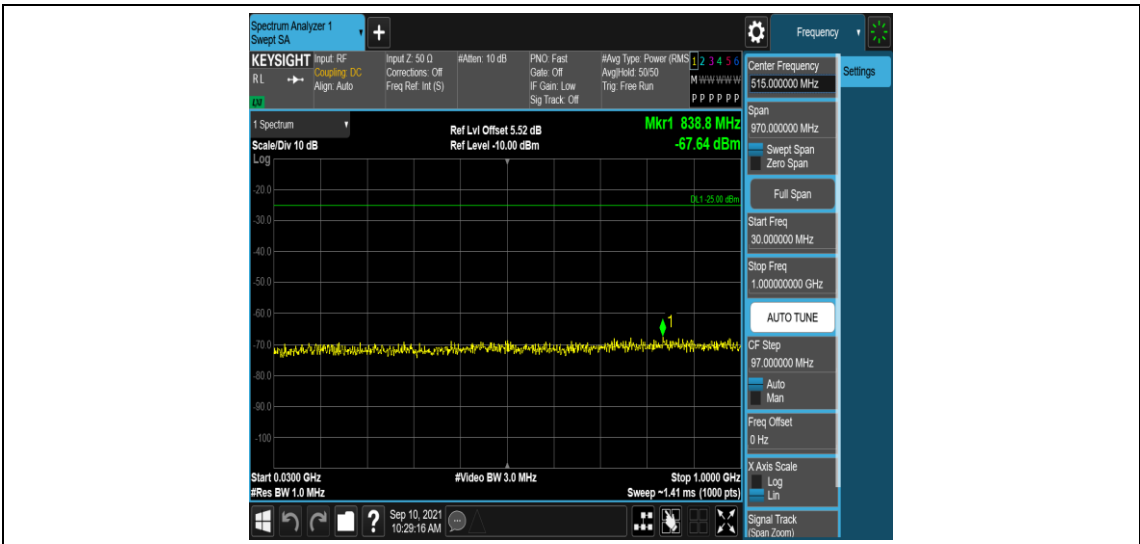 Spectrum Analyzer 1
Swept SA
+
Frequency
KEYSIGHT
Input: RF
Input Z: 50 Ω
#Atten: 10 dB
PNO: Fast
#Avg Type: Power (RMS
1 2 3 4 5 6
RL
Coupling: DC
Corrections: Off
Gate: Off
Avg|Hold: 50/50
M W W W W W
Align: Auto
Freq Ref: Int (S)
IF Gain: Low
Trig: Free Run
Sig Track: Off
P P P P P P
LNI
1 Spectrum
Ref Lvl Offset 5.52 dB
Mkr1 838.8 MHz
Scale/Div 10 dB
Ref Level -10.00 dBm
-67.64 dBm
Log
-20.0
DL1 -25.00 dBm
-30.0
-40.0
-50.0
-60.0
1
-70.0
-80.0
-90.0
-100
Start 0.0300 GHz
#Video BW 3.0 MHz
Stop 1.0000 GHz
#Res BW 1.0 MHz
Sweep ~1.41 ms (1000 pts)
?
Sep 10, 2021
10:29:16 AM
Center Frequency
515.000000 MHz
Settings
Span
970.000000 MHz
Swept Span
Zero Span
Full Span
Start Freq
30.000000 MHz
Stop Freq
1.000000000 GHz
AUTO TUNE
CF Step
97.000000 MHz
Auto
Man
Freq Offset
0 Hz
X Axis Scale
Log
Lin
Signal Track
(Span Zoom)